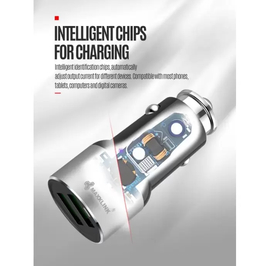 INTELLIGENT CHIPS
FOR CHARGING
Intelligent identification chips, automatically
adjust output current for different devices. Compatible with most phones,
tablets, computers and digital cameras.